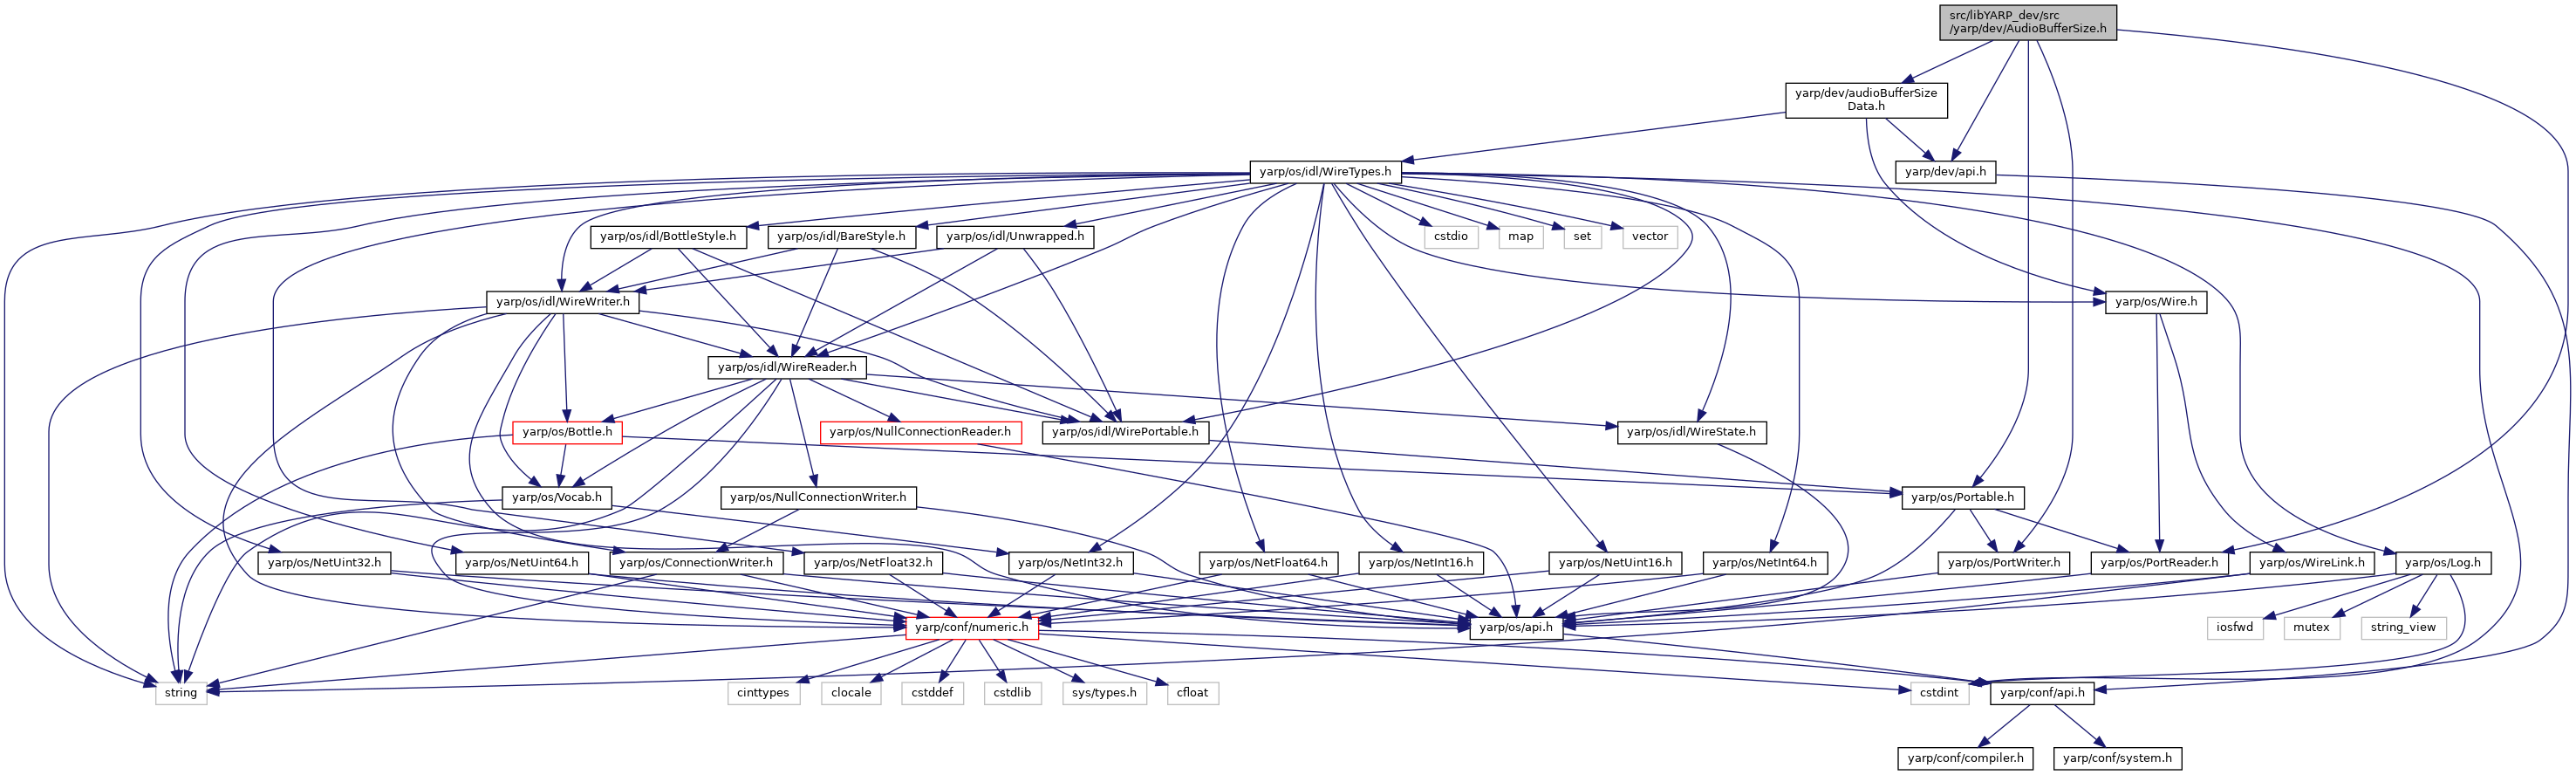 src/libYARP_dev/src
/yarp/dev/AudioBufferSize.h
yarp/dev/audioBufferSize
Data.h
yarp/os/idl/WireTypes.h
yarp/dev/api.h
yarp/os/idl/BottleStyle.h
yarp/os/idl/BareStyle.h
yarp/os/idl/Unwrapped.h
cstdio
map
set
vector
yarp/os/idl/WireWriter.h
yarp/os/Wire.h
yarp/os/idl/WireReader.h
yarp/os/Bottle.h
yarp/os/NullConnectionReader.h
yarp/os/idl/WirePortable.h
yarp/os/idl/WireState.h
yarp/os/Vocab.h
yarp/os/NullConnectionWriter.h
yarp/os/Portable.h
yarp/os/NetUint32.h
yarp/os/NetUint64.h
yarp/os/ConnectionWriter.h
yarp/os/NetFloat32.h
yarp/os/NetInt32.h
yarp/os/NetFloat64.h
yarp/os/NetInt16.h
yarp/os/NetUint16.h
yarp/os/NetInt64.h
yarp/os/PortWriter.h
yarp/os/PortReader.h
yarp/os/WireLink.h
yarp/os/Log.h
yarp/conf/numeric.h
yarp/os/api.h
iosfwd
mutex
string_view
string
cinttypes
clocale
cstddef
cstdlib
sys/types.h
cfloat
cstdint
yarp/conf/api.h
yarp/conf/compiler.h
yarp/conf/system.h